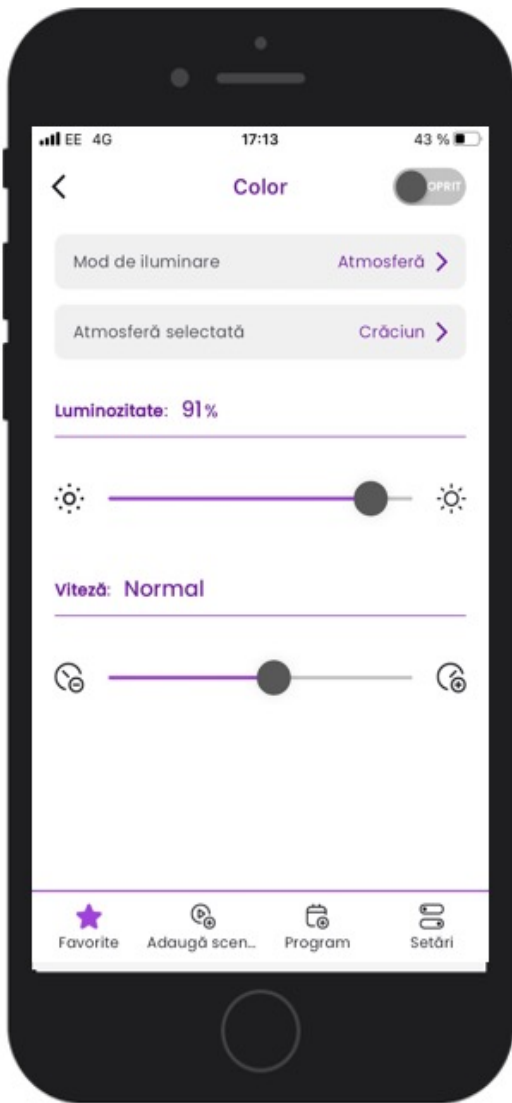 EE 4G 17:13 43 %
Color OPRIT
Mod de iluminare Atmosferă
Atmosferă selectată Crăciun
Luminozitate: 91%
Viteză: Normal
Favorite Adaugă scen... Program Setări